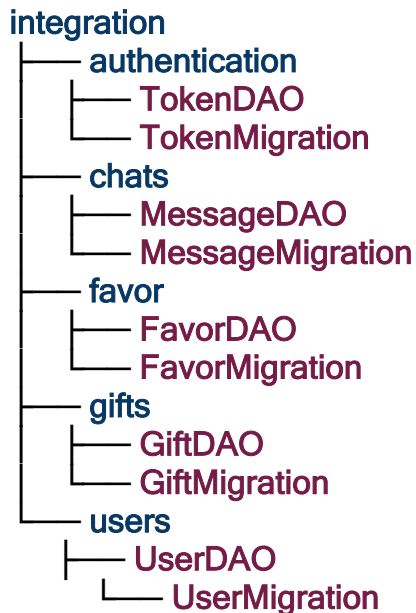 integration
authentication
TokenDAO
TokenMigration
chats
MessageDAO
MessageMigration
favor
FavorDAO
FavorMigration
gifts
GiftDAO
GiftMigration
users
UserDAO
UserMigration